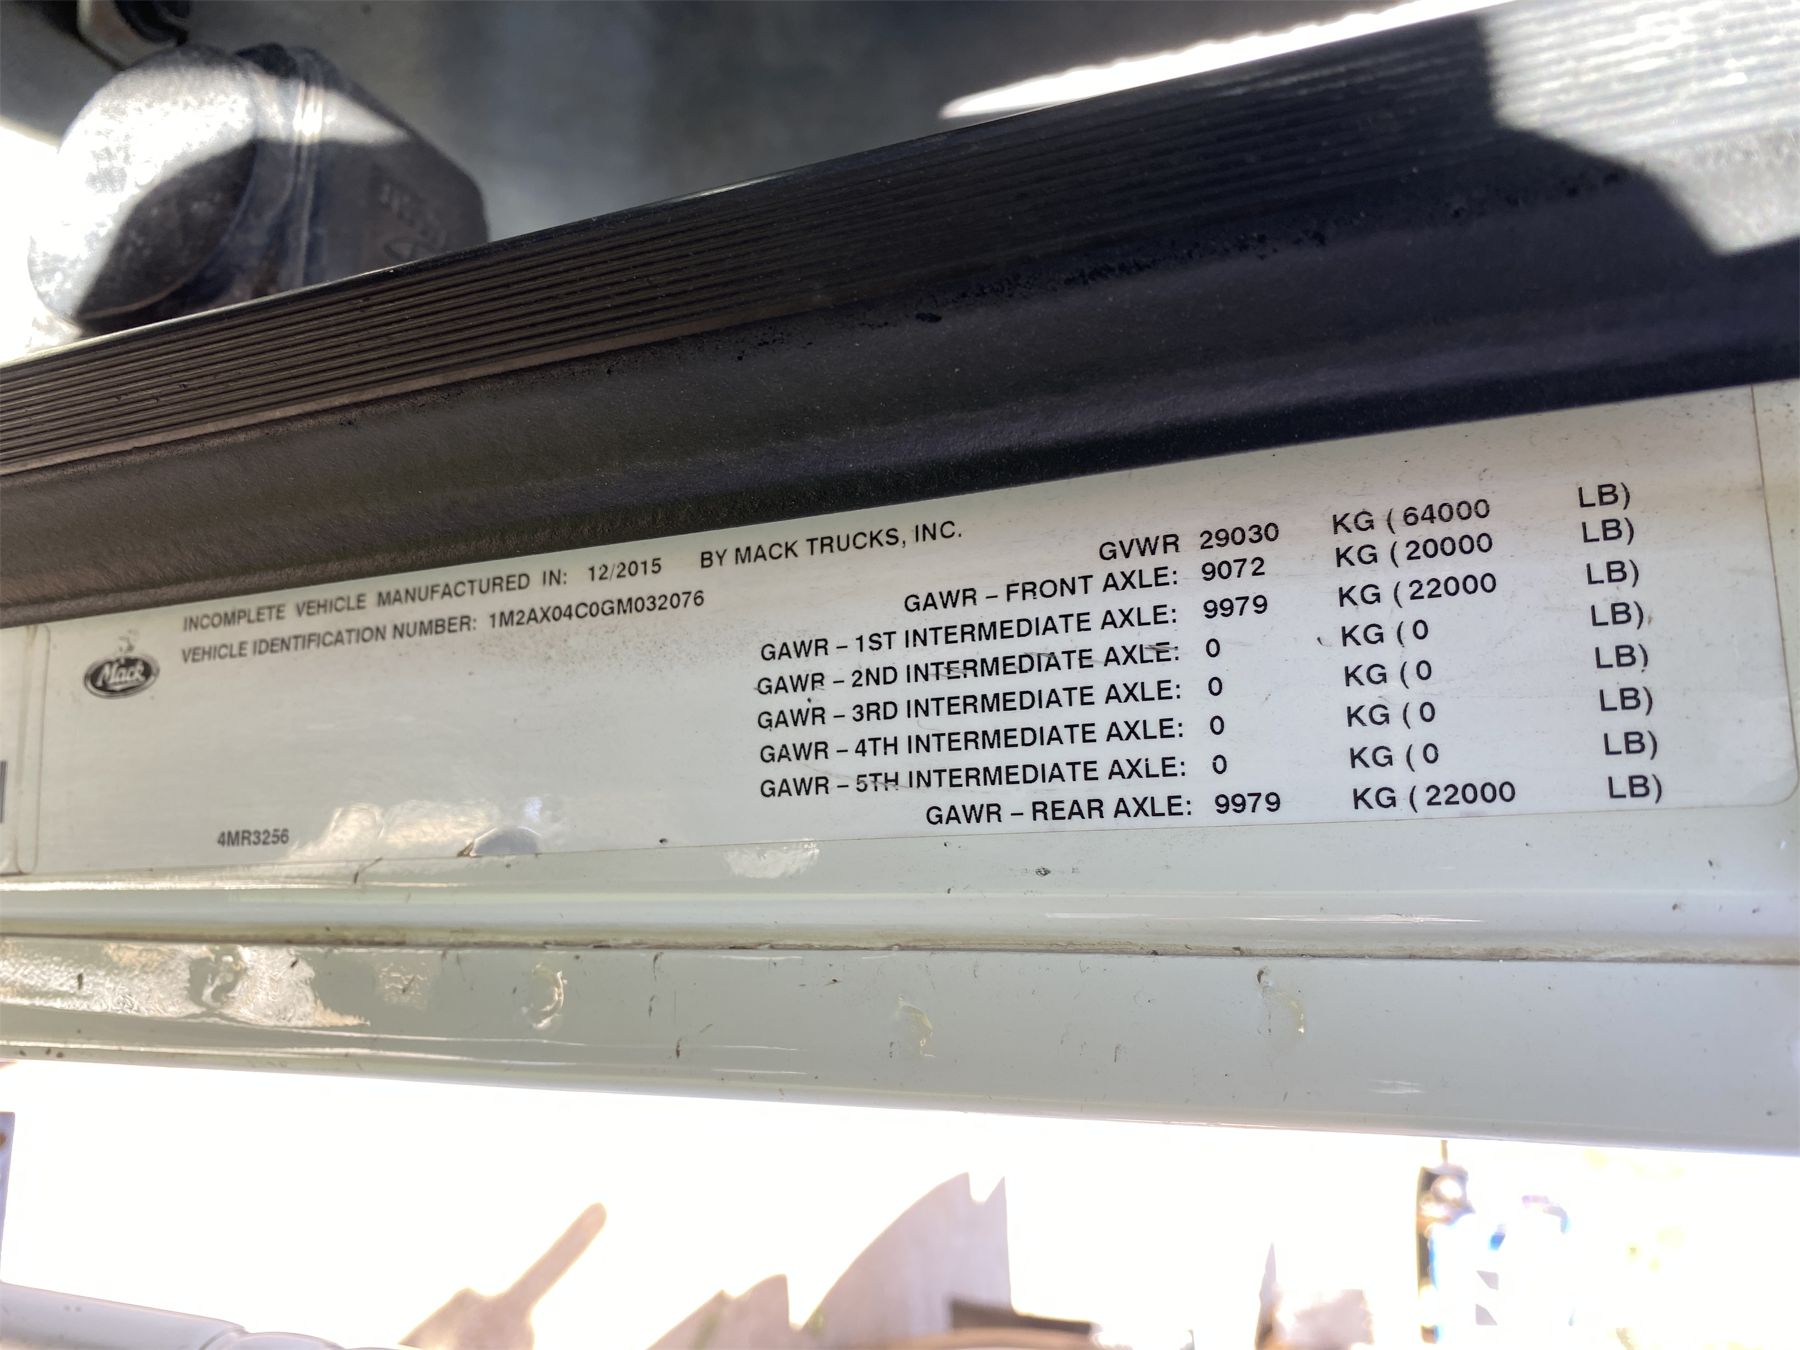 INCOMPLETE VEHICLE MANUFACTURED IN: 12/2015 BY MACK TRUCKS, INC.
VEHICLE IDENTIFICATION NUMBER: 1M2AX04C0GM032076
Mack
GVWR 29030 KG ( 64000 LB)
GAWR – FRONT AXLE: 9072 KG ( 20000 LB)
GAWR – 1ST INTERMEDIATE AXLE: 9979 KG ( 22000 LB)
GAWR – 2ND INTERMEDIATE AXLE: 0 KG ( 0 LB)
GAWR – 3RD INTERMEDIATE AXLE: 0 KG ( 0 LB)
GAWR – 4TH INTERMEDIATE AXLE: 0 KG ( 0 LB)
GAWR – 5TH INTERMEDIATE AXLE: 0 KG ( 0 LB)
GAWR – REAR AXLE: 9979 KG ( 22000 LB)
4MR3256